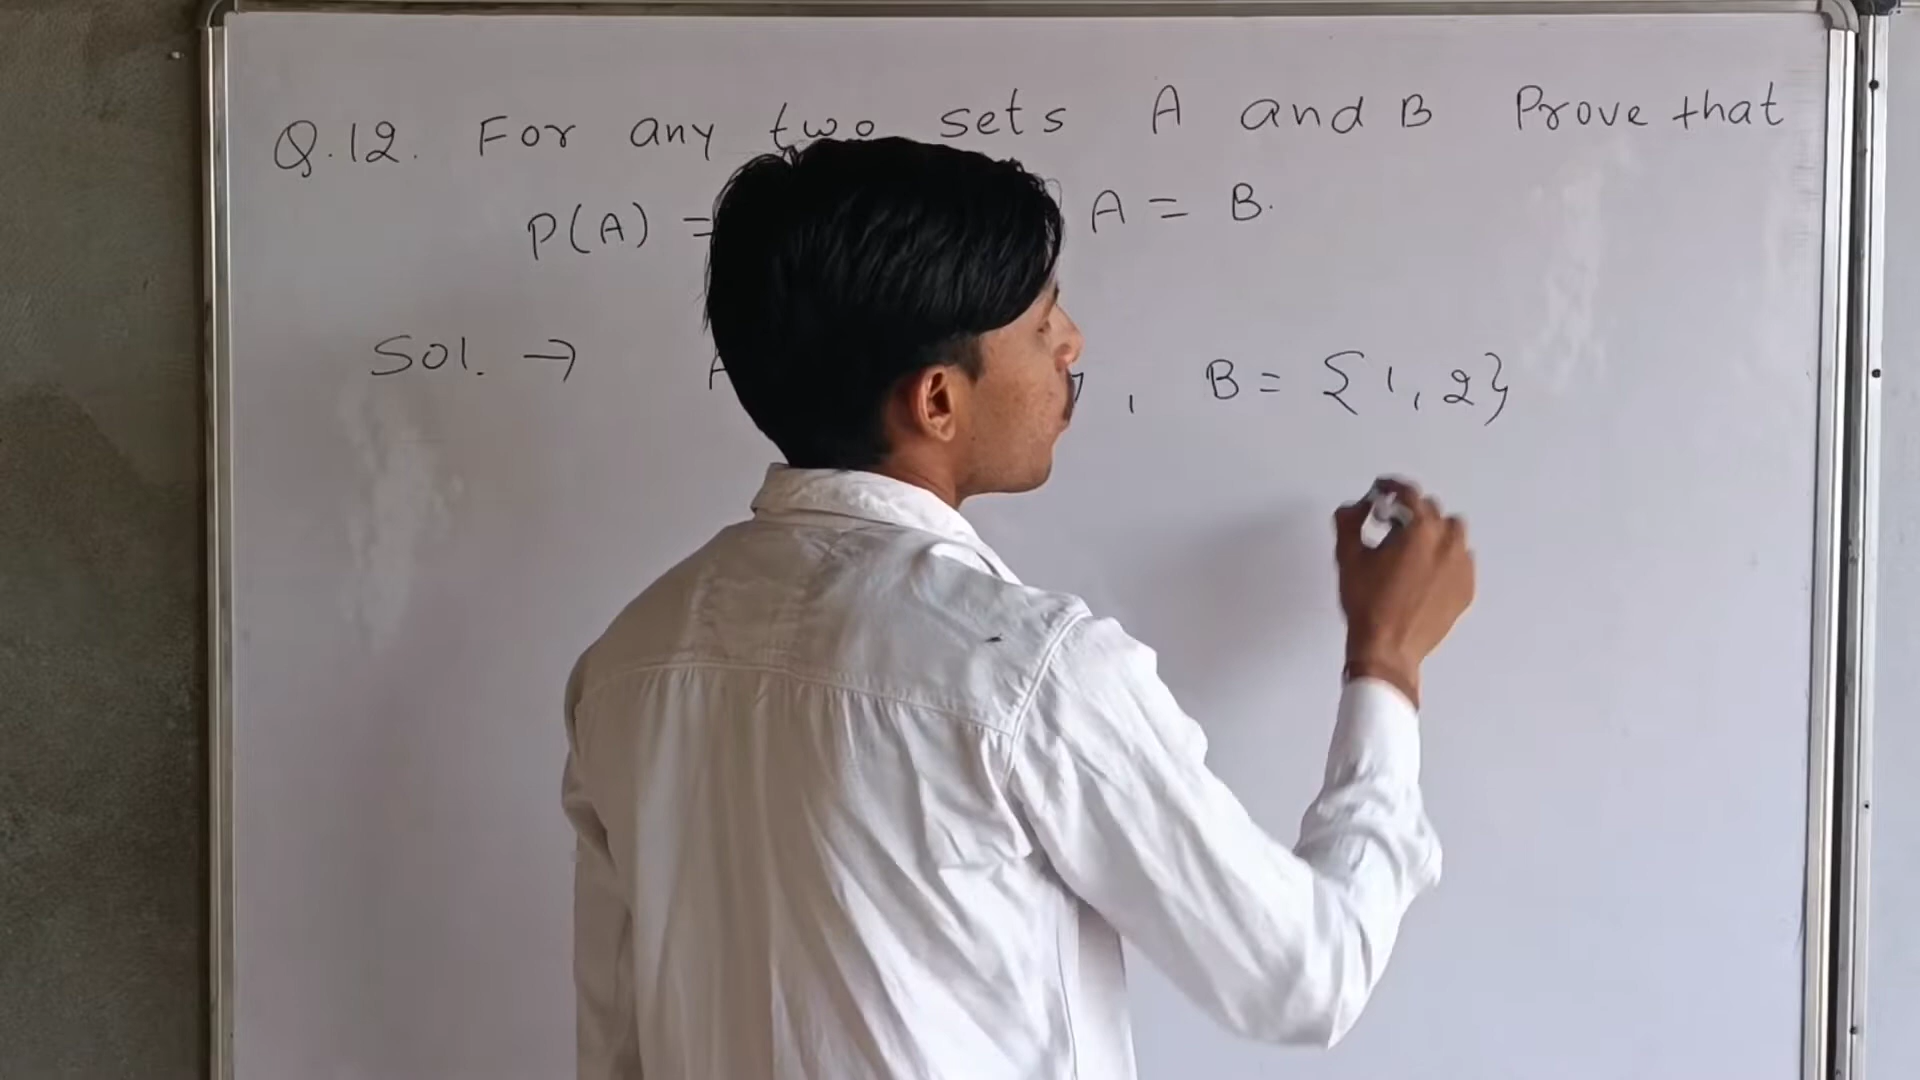 Q.12. For any two sets A and B Prove that
P(A) = A = B.
Sol. → A , B = {1, 2}